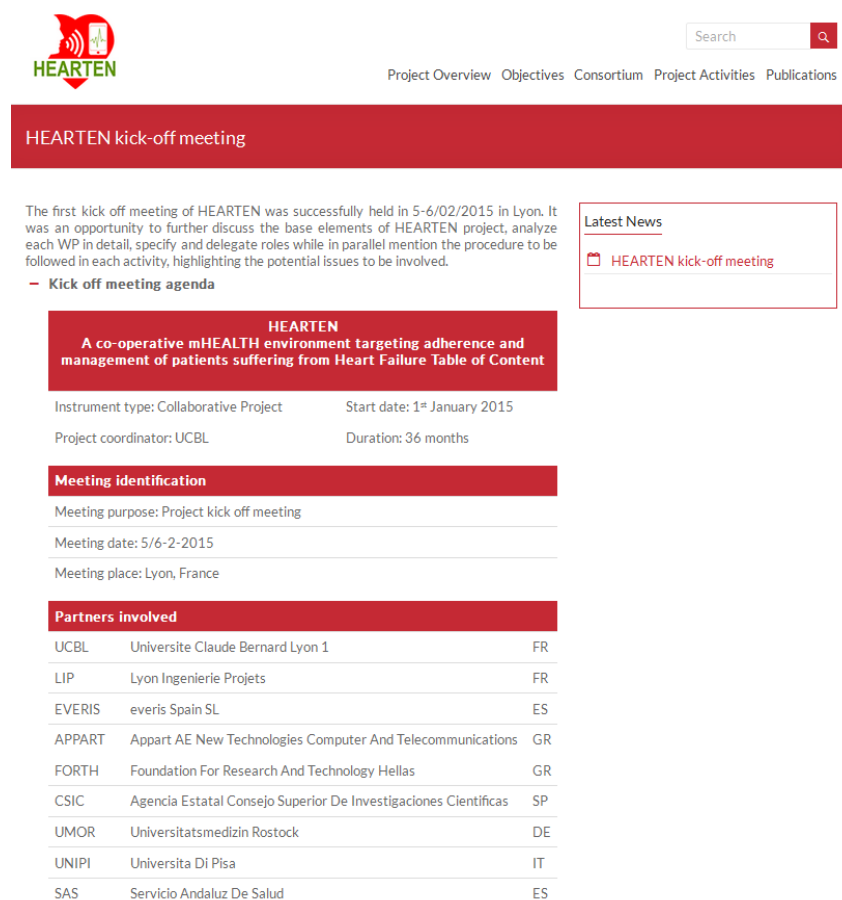 HEARTEN
Search
Project Overview Objectives Consortium Project Activities Publications
HEARTEN kick-off meeting
The first kick off meeting of HEARTEN was successfully held in 5-6/02/2015 in Lyon. It
was an opportunity to further discuss the base elements of HEARTEN project, analyze
each WP in detail, specify and delegate roles while in parallel mention the procedure to be
followed in each activity, highlighting the potential issues to be involved.
Kick off meeting agenda
HEARTEN
A co-operative mHEALTH environment targeting adherence and
management of patients suffering from Heart Failure Table of Content
Instrument type: Collaborative Project Start date: 1st January 2015
Project coordinator: UCBL Duration: 36 months
Meeting identification
Meeting purpose: Project kick off meeting
Meeting date: 5/6-2-2015
Meeting place: Lyon, France
Partners involved
UCBL Universite Claude Bernard Lyon 1 FR
LIP Lyon Ingenierie Projets FR
EVERIS everis Spain SL ES
APPART Appart AE New Technologies Computer And Telecommunications GR
FORTH Foundation For Research And Technology Hellas GR
CSIC Agencia Estatal Consejo Superior De Investigaciones Cientificas SP
UMOR Universitatsmedizin Rostock DE
UNIPI Universita Di Pisa IT
SAS Servicio Andaluz De Salud ES
Latest News
HEARTEN kick-off meeting